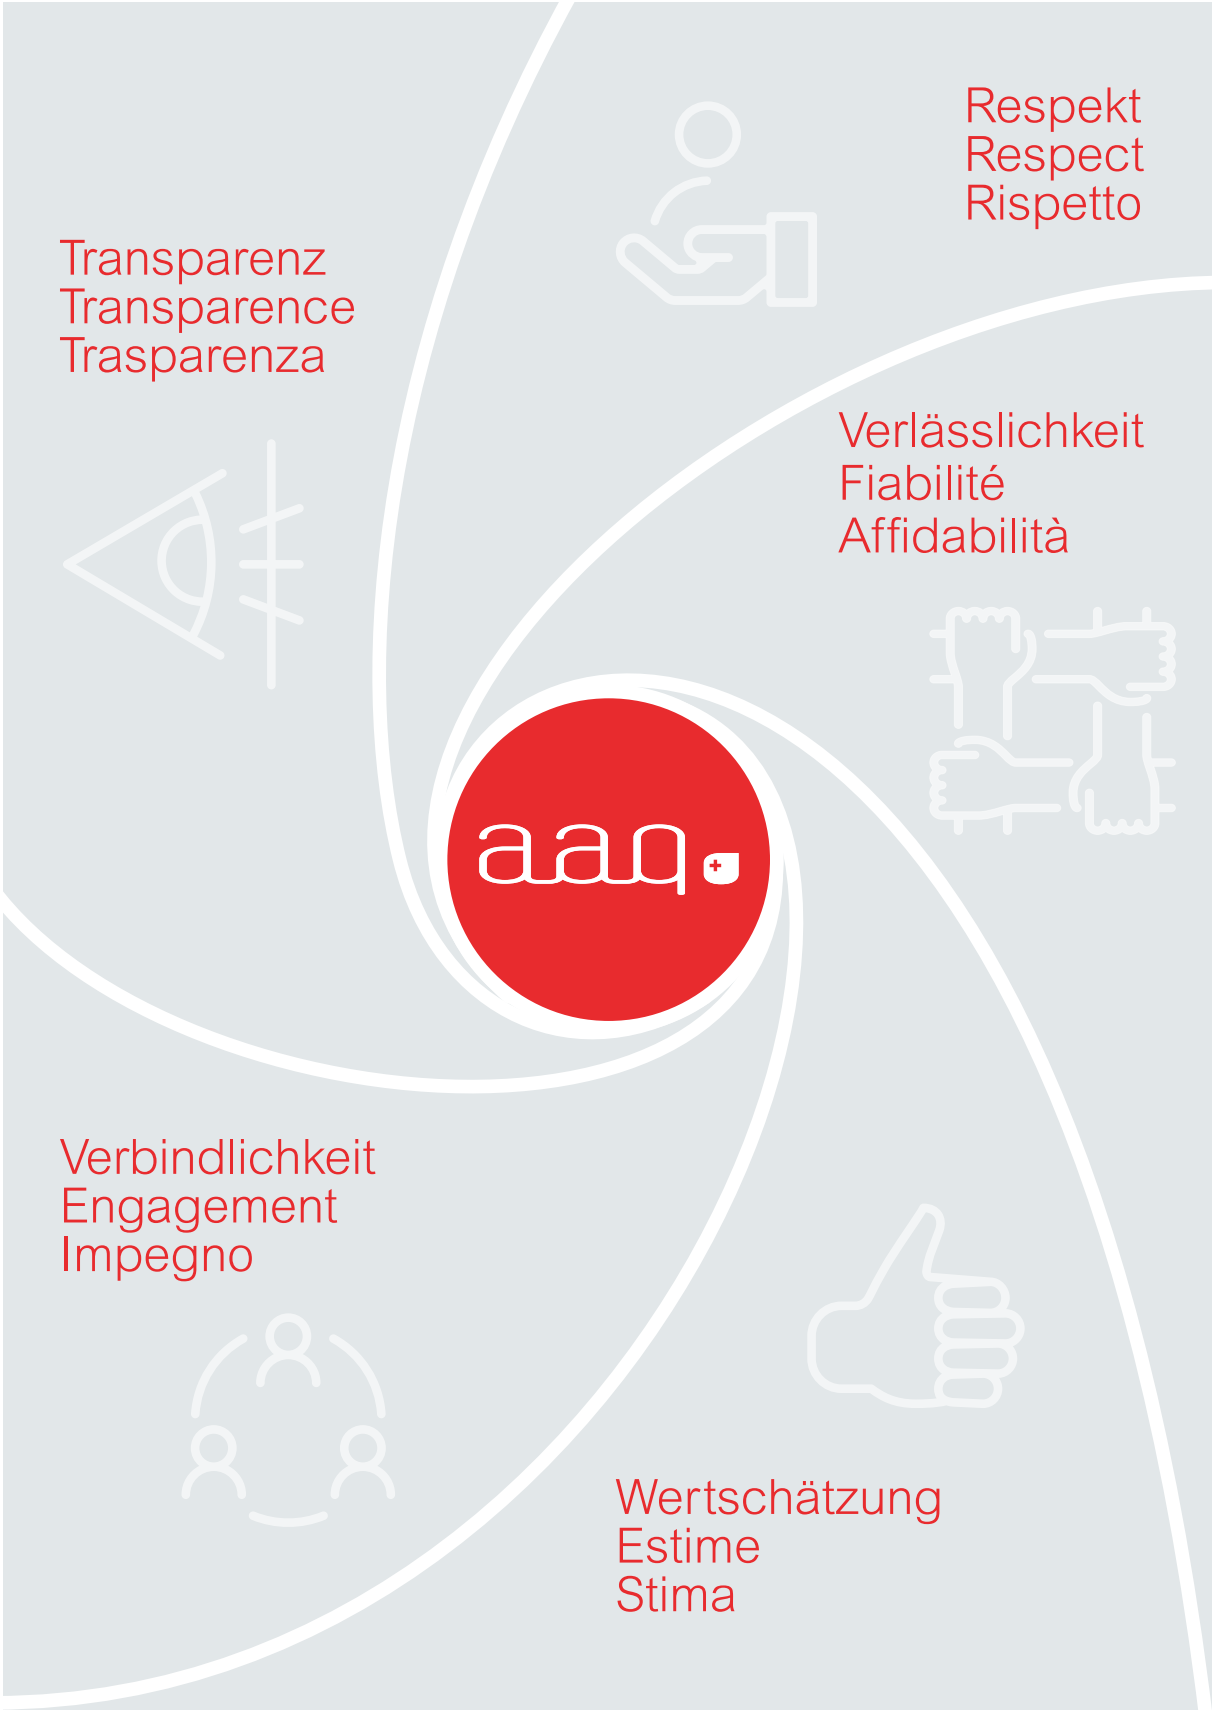 Respekt
Respect
Rispetto
Transparenz
Transparence
Trasparenza
Verlässlichkeit
Fiabilité
Affidabilità
aaq.
Verbindlichkeit
Engagement
Impegno
Wertschätzung
Estime
Stima